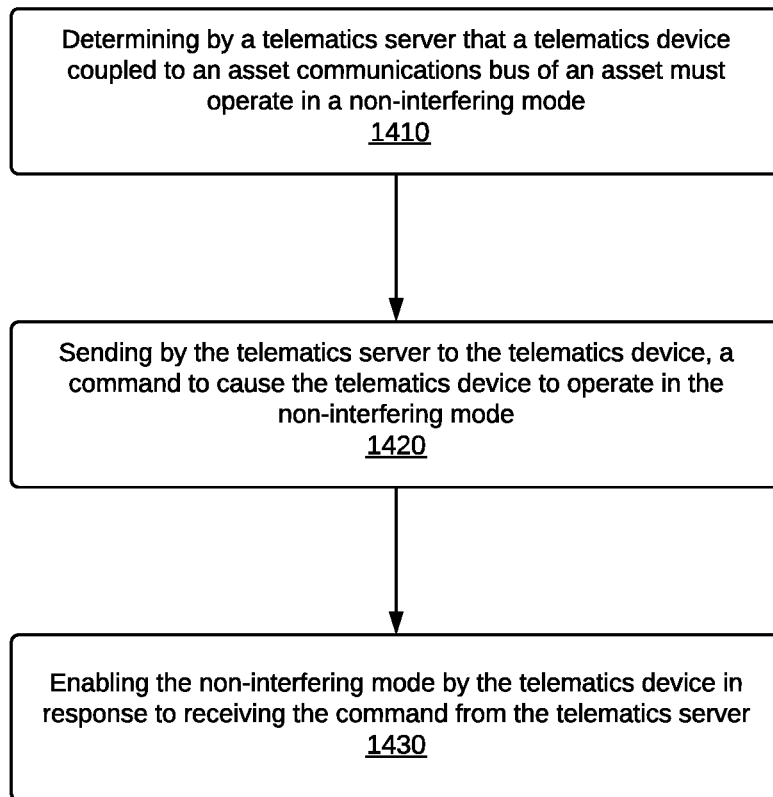 Determining by a telematics server that a telematics device
coupled to an asset communications bus of an asset must
operate in a non-interfering mode
1410
Sending by the telematics server to the telematics device, a
command to cause the telematics device to operate in the
non-interfering mode
1420
Enabling the non-interfering mode by the telematics device in
response to receiving the command from the telematics server
1430